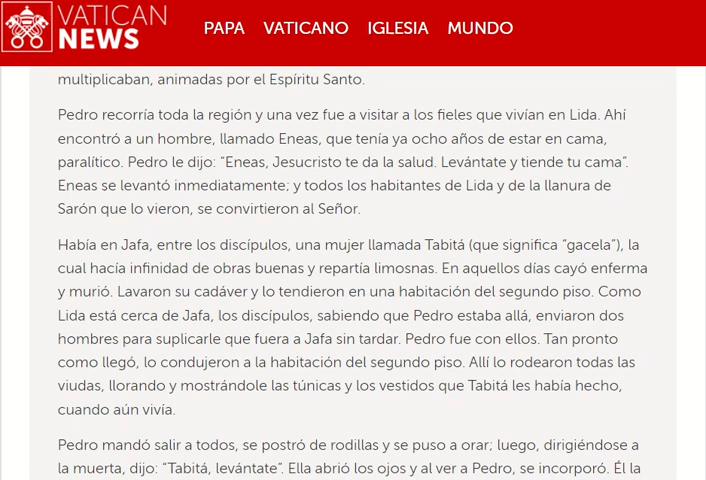 VATICAN
NEWS
PAPA VATICANO IGLESIA MUNDO
multiplicaban, animadas por el Espíritu Santo.
Pedro recorría toda la región y una vez fue a visitar a los fieles que vivían en Lida. Ahí
encontró a un hombre, llamado Eneas, que tenía ya ocho años de estar en cama,
paralítico. Pedro le dijo: “Eneas, Jesucristo te da la salud. Levántate y tiende tu cama”.
Eneas se levantó inmediatamente; y todos los habitantes de Lida y de la llanura de
Sarón que lo vieron, se convirtieron al Señor.
Había en Jafa, entre los discípulos, una mujer llamada Tabitá (que significa “gacela”), la
cual hacía infinidad de obras buenas y repartía limosnas. En aquellos días cayó enferma
y murió. Lavaron su cadáver y lo tendieron en una habitación del segundo piso. Como
Lida está cerca de Jafa, los discípulos, sabiendo que Pedro estaba allá, enviaron dos
hombres para suplicarle que fuera a Jafa sin tardar. Pedro fue con ellos. Tan pronto
como llegó, lo condujeron a la habitación del segundo piso. Allí lo rodearon todas las
viudas, llorando y mostrándole las túnicas y los vestidos que Tabitá les había hecho,
cuando aún vivía.
Pedro mandó salir a todos, se postró de rodillas y se puso a orar; luego, dirigiéndose a
la muerta, dijo: “Tabitá, levántate”. Ella abrió los ojos y al ver a Pedro, se incorporó. Él la